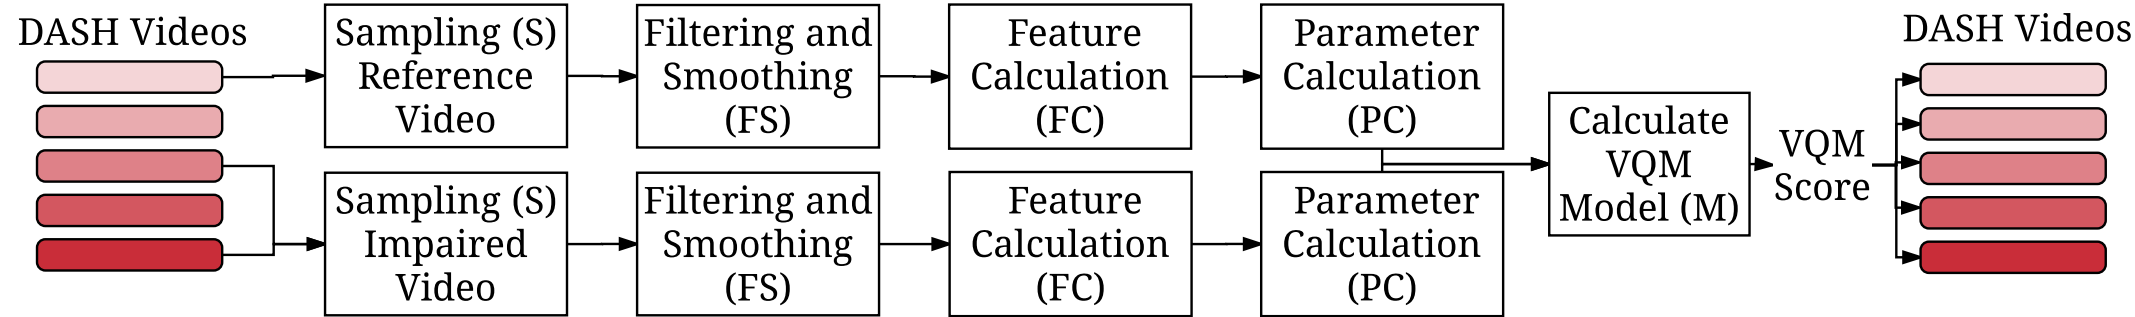 DASH Videos
Sampling (S)
Reference
Video
Filtering and
Smoothing
(FS)
Feature
Calculation
(FC)
Parameter
Calculation
(PC)
Sampling (S)
Impaired
Video
Filtering and
Smoothing
(FS)
Feature
Calculation
(FC)
Parameter
Calculation
(PC)
Calculate
VQM
Model (M)
VQM
Score
DASH Videos